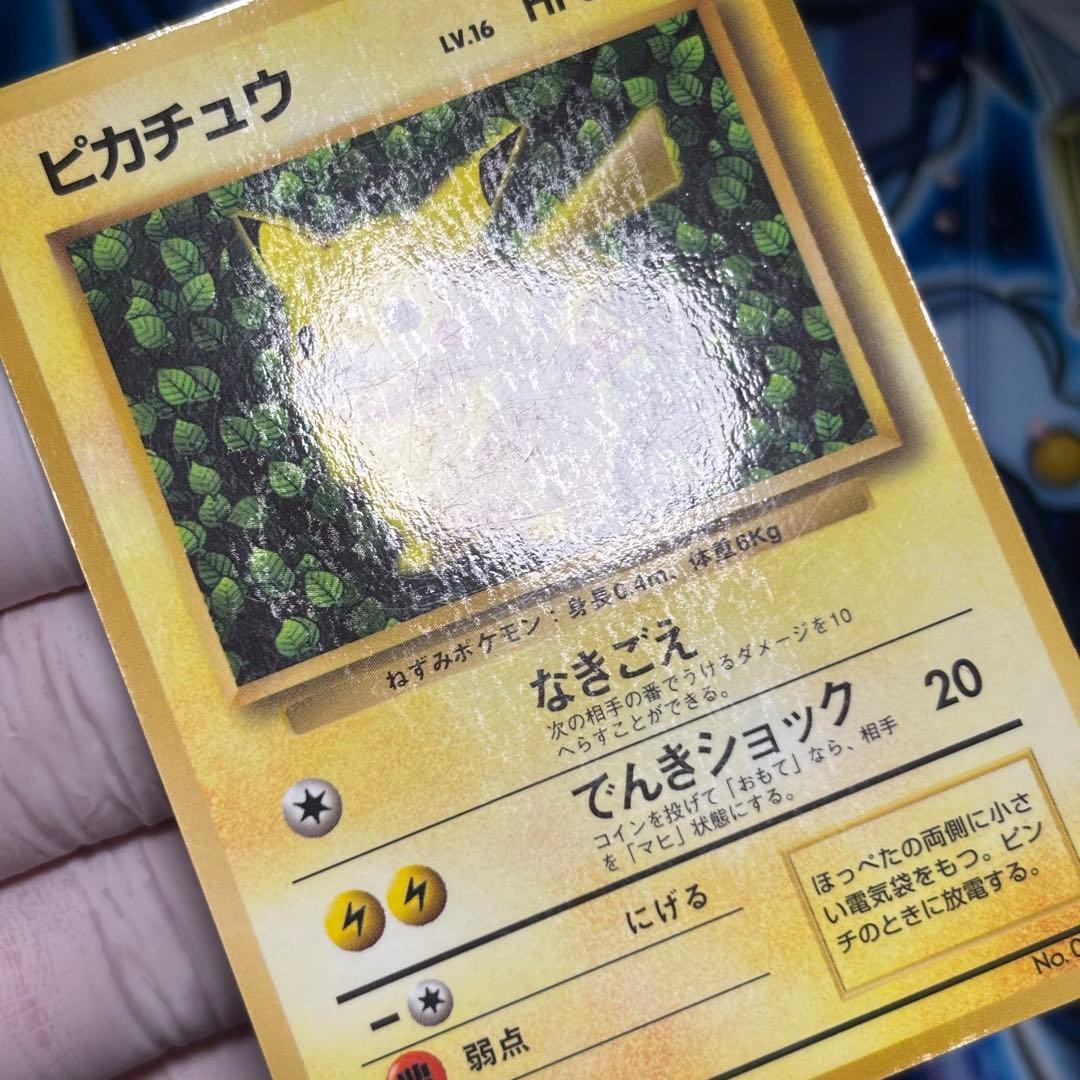 ピカチュウ
LV.16
ねずみポケモン：身長0.4m、体重6Kg
なきごえ
次の相手の番でうけるダメージを10
へらすことができる。
でんきショック 20
コインを投げて「おもて」なら、相手
を「マヒ」状態にする。
にげる
ほっぺたの両側に小さ
い電気袋をもつ。ピン
チのときに放電する。
弱点
No.